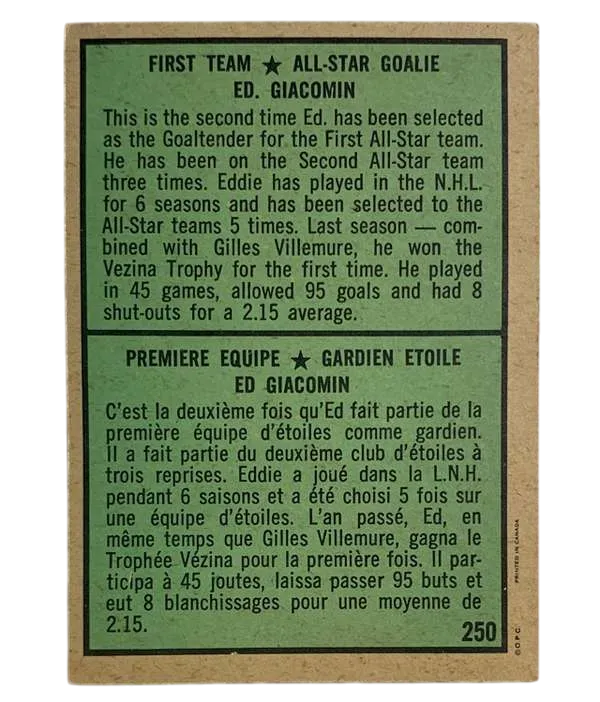 FIRST TEAM ★ ALL-STAR GOALIE
ED. GIACOMIN
This is the second time Ed. has been selected
as the Goaltender for the First All-Star team.
He has been on the Second All-Star team
three times. Eddie has played in the N.H.L.
for 6 seasons and has been selected to the
All-Star teams 5 times. Last season — com-
bined with Gilles Villemure, he won the
Vezina Trophy for the first time. He played
in 45 games, allowed 95 goals and had 8
shut-outs for a 2.15 average.
PREMIERE EQUIPE ★ GARDIEN ETOILE
ED GIACOMIN
C'est la deuxième fois qu'Ed fait partie de la
première équipe d'étoiles comme gardien.
Il a fait partie du deuxième club d'étoiles à
trois reprises. Eddie a joué dans la L.N.H.
pendant 6 saisons et a été choisi 5 fois sur
une équipe d'étoiles. L'an passé, Ed, en
même temps que Gilles Villemure, gagna le
Trophée Vézina pour la première fois. Il par-
ticipa à 45 joutes, laissa passer 95 buts et
eut 8 blanchissages pour une moyenne de
2.15.
250
© O.P.C. PRINTED IN CANADA